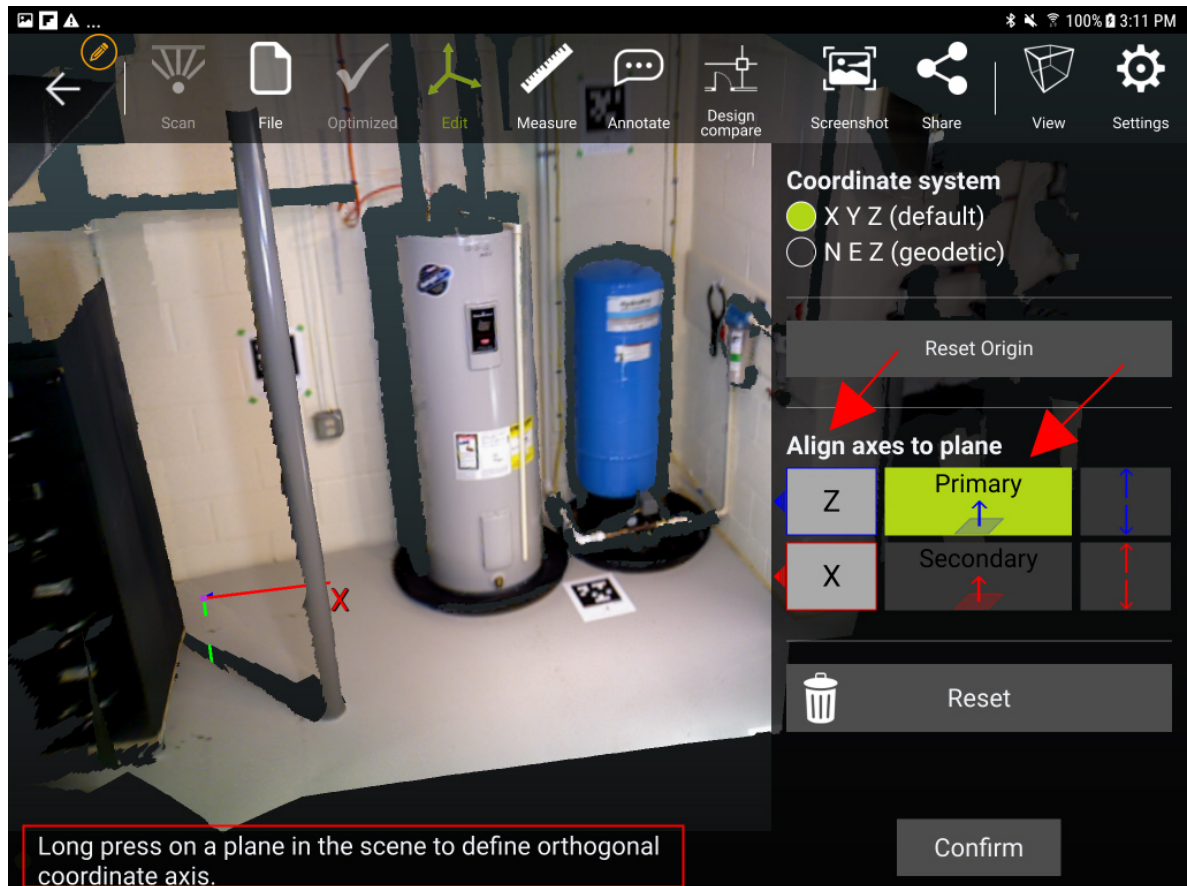 ...
100% 3:11 PM
Scan
File
Optimized
Edit
Measure
Annotate
Design
compare
Screenshot
Share
View
Settings
Coordinate system
X Y Z (default)
N E Z (geodetic)
Reset Origin
Align axes to plane
Z
Primary
X
Secondary
X
Reset
Long press on a plane in the scene to define orthogonal
coordinate axis.
Confirm